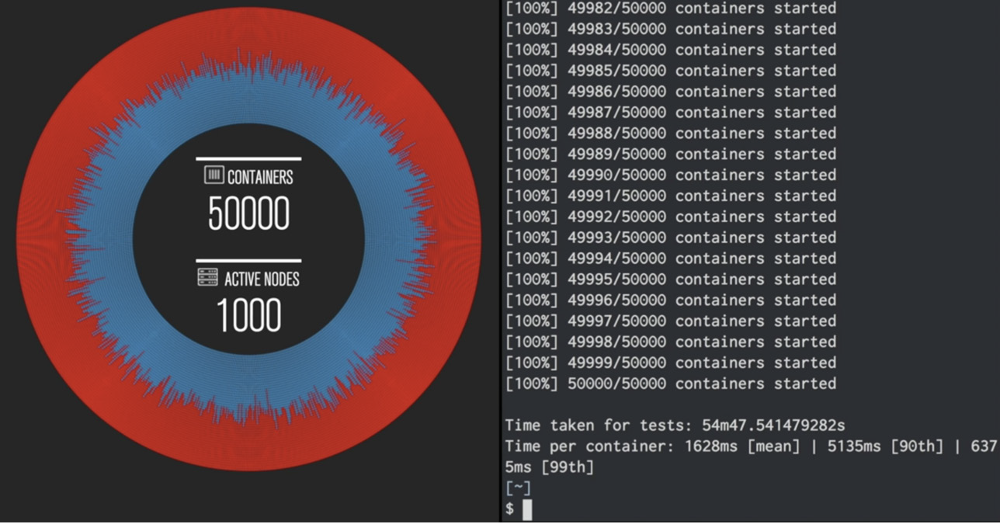 CONTAINERS
50000
ACTIVE NODES
1000
[100%] 49982/50000 containers started
[100%] 49983/50000 containers started
[100%] 49984/50000 containers started
[100%] 49985/50000 containers started
[100%] 49986/50000 containers started
[100%] 49987/50000 containers started
[100%] 49988/50000 containers started
[100%] 49989/50000 containers started
[100%] 49990/50000 containers started
[100%] 49991/50000 containers started
[100%] 49992/50000 containers started
[100%] 49993/50000 containers started
[100%] 49994/50000 containers started
[100%] 49995/50000 containers started
[100%] 49996/50000 containers started
[100%] 49997/50000 containers started
[100%] 49998/50000 containers started
[100%] 49999/50000 containers started
[100%] 50000/50000 containers started
Time taken for tests: 54m47.541479282s
Time per container: 1628ms [mean] | 5135ms [90th] | 637
5ms [99th]
[~]
$